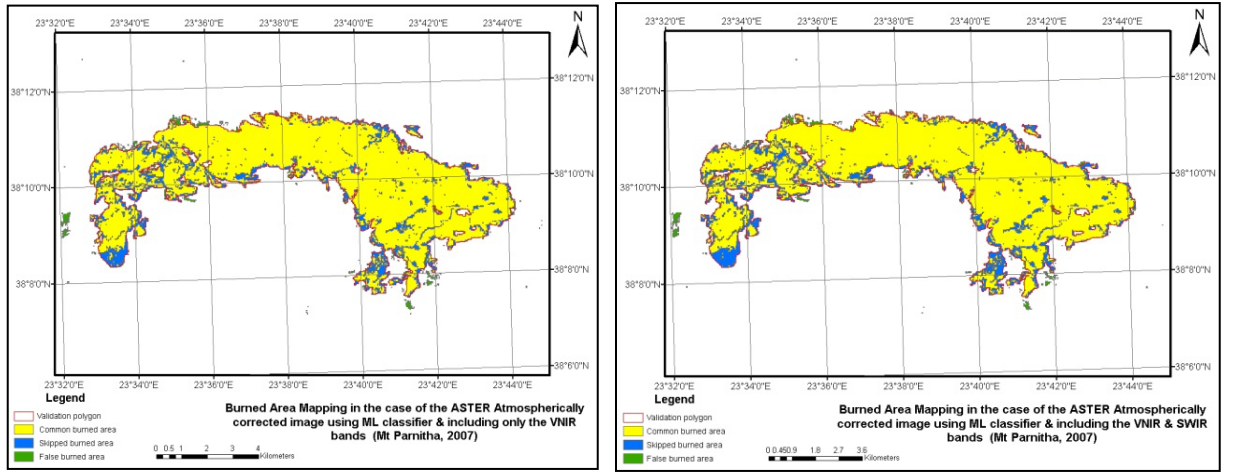 N
23°32'0"E 23°34'0"E 23°36'0"E 23°38'0"E 23°40'0"E 23°42'0"E 23°44'0"E
38°12'0"N 38°12'0"N
38°10'0"N 38°10'0"N
38°8'0"N 38°8'0"N
38°6'0"N
23°32'0"E 23°34'0"E 23°36'0"E 23°38'0"E 23°40'0"E 23°42'0"E 23°44'0"E
Legend
Validation polygon
Common burned area
Skipped burned area
False burned area
Burned Area Mapping in the case of the ASTER Atmospherically
corrected image using ML classifier & including only the VNIR
bands (Mt Parnitha, 2007)
0 0.5 1 2 3 4
Kilometers
N
23°32'0"E 23°34'0"E 23°36'0"E 23°38'0"E 23°40'0"E 23°42'0"E 23°44'0"E
38°12'0"N 38°12'0"N
38°10'0"N 38°10'0"N
38°8'0"N 38°8'0"N
38°6'0"N
23°32'0"E 23°34'0"E 23°36'0"E 23°38'0"E 23°40'0"E 23°42'0"E 23°44'0"E
Legend
Validation polygon
Common burned area
Skipped burned area
False burned area
Burned Area Mapping in the case of the ASTER Atmospherically
corrected image using ML classifier & including the VNIR & SWIR
bands (Mt Parnitha, 2007)
0 0.450.9 1.8 2.7 3.6
Kilometers